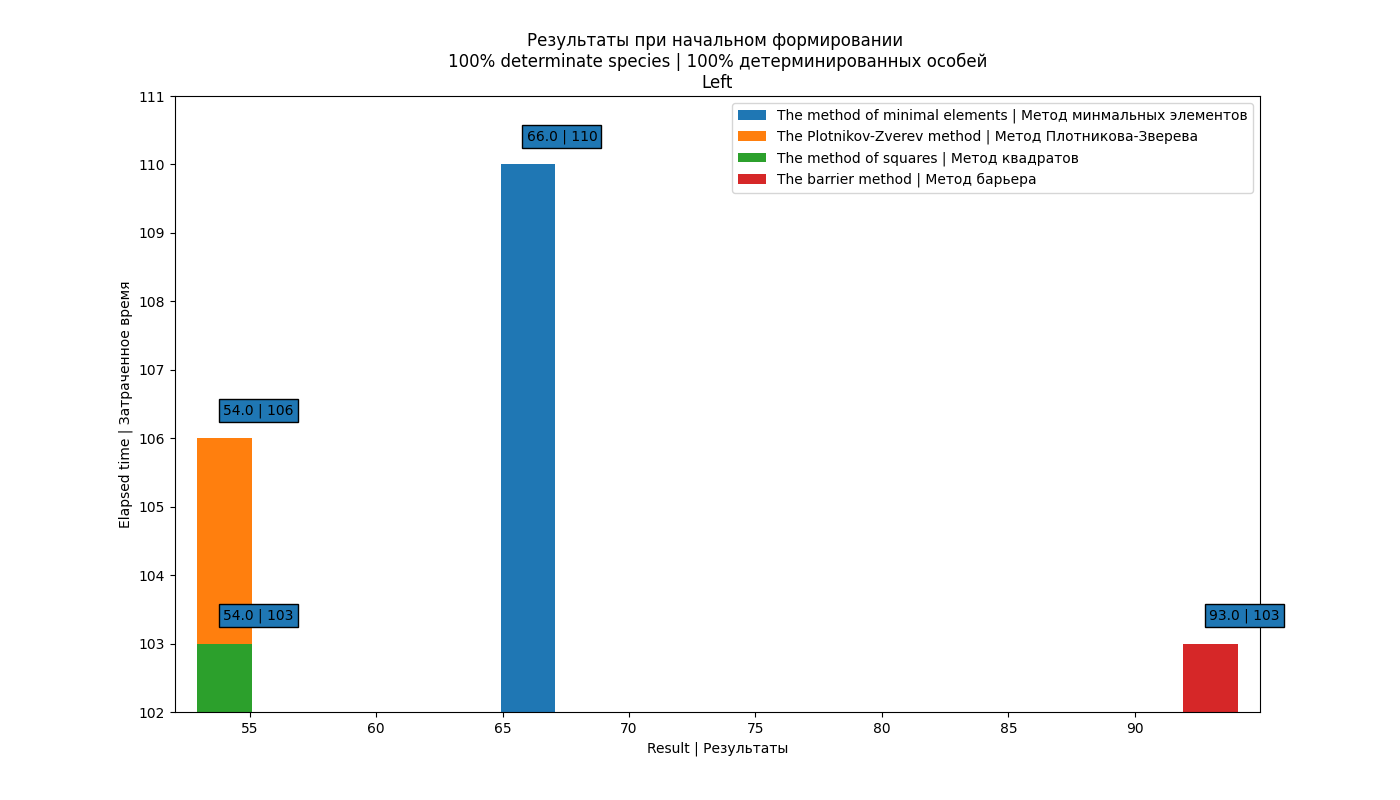 Результаты при начальном формировании
100% determinate species | 100% детерминированных особей
Left
The method of minimal elements | Метод минмальных элементов
The Plotnikov-Zverev method | Метод Плотникова-Зверева
The method of squares | Метод квадратов
The barrier method | Метод барьера
66.0 | 110
54.0 | 106
54.0 | 103
93.0 | 103
Elapsed time | Затраченное время
111
110
109
108
107
106
105
104
103
102
55 60 65 70 75 80 85 90
Result | Результаты